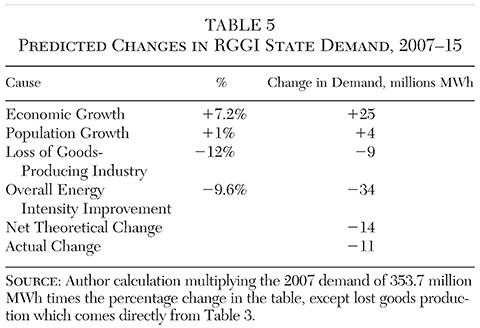 TABLE 5
PREDICTED CHANGES IN RGGI STATE DEMAND, 2007–15
Cause % Change in Demand, millions MWh
Economic Growth +7.2% +25
Population Growth +1% +4
Loss of Goods- −12% −9
Producing Industry
Overall Energy −9.6% −34
Intensity Improvement
Net Theoretical Change −14
Actual Change −11
SOURCE: Author calculation multiplying the 2007 demand of 353.7 million
MWh times the percentage change in the table, except lost goods produc-
tion which comes directly from Table 3.